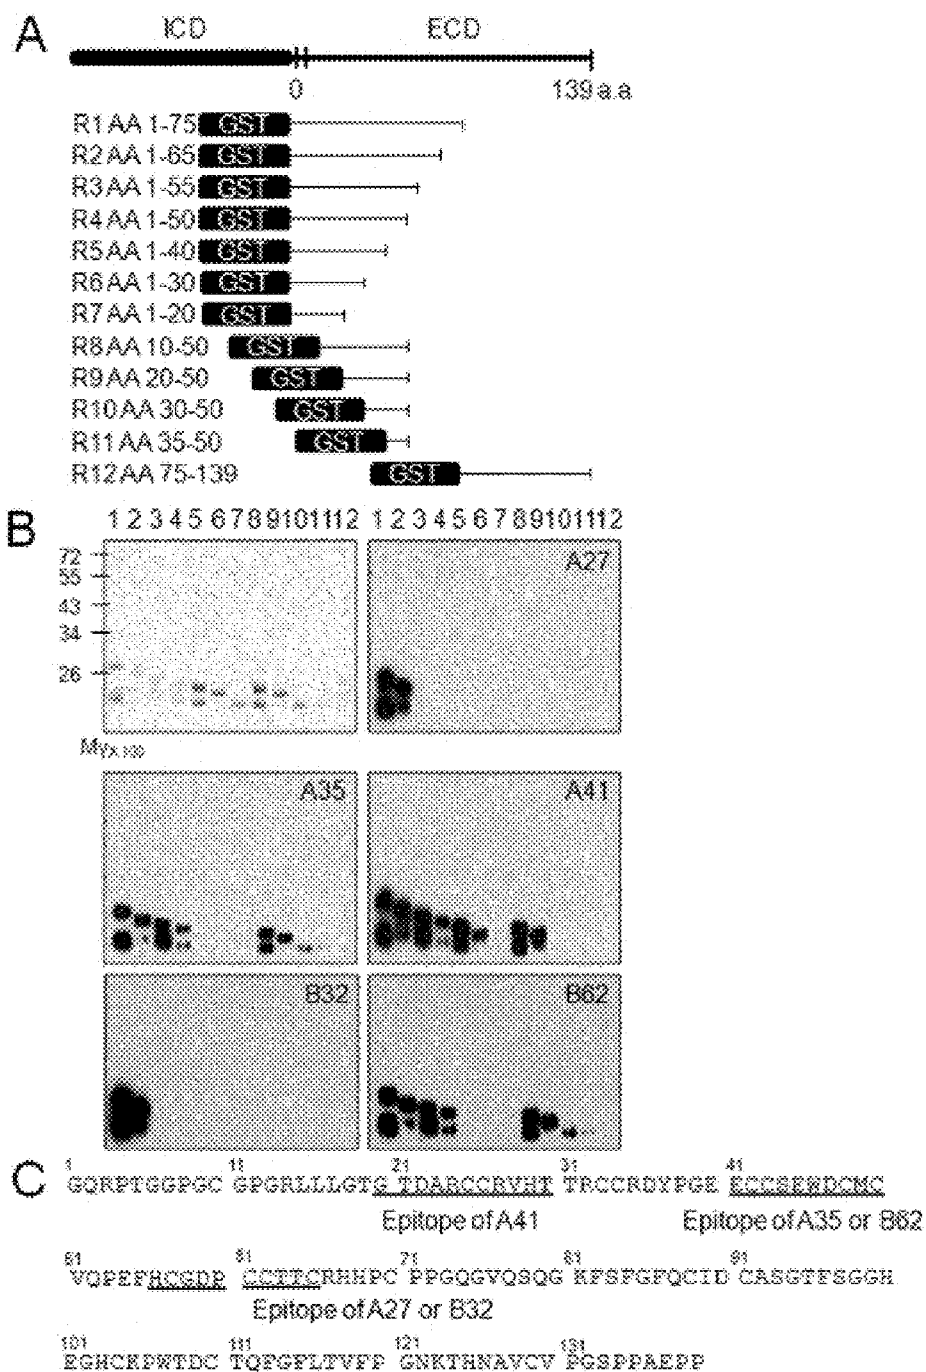 A
ICD ECD
0 139 a.a
R1 AA 1-75 GST
R2 AA 1-65 GST
R3 AA 1-55 GST
R4 AA 1-50 GST
R5 AA 1-40 GST
R6 AA 1-30 GST
R7 AA 1-20 GST
R8 AA 10-50 GST
R9 AA 20-50 GST
R10 AA 30-50 GST
R11 AA 35-50 GST
R12 AA 75-139 GST
B
1 2 3 4 5 6 7 8 9 10 11 12 1 2 3 4 5 6 7 8 9 10 11 12
72
55
43
34
26
A27
A35 A41
B32 B62
C
1 11 21 31 41
GQRPTGGPGC GPGRLLLGTG TDARCCRVHT TRCCRDYPGE ECCSEWDCMC
Epitope of A41 Epitope of A35 or B62
71 81 91
VQPEFHCGDP CCTTCRHHPC PPGQGVQSQG KFSFGFQCID CASGTFSGGH
Epitope of A27 or B32
101 111 121 131
EGHCKPWTDC TQFGFLTVFP GNKTHNAVCV PGSPPAEPP